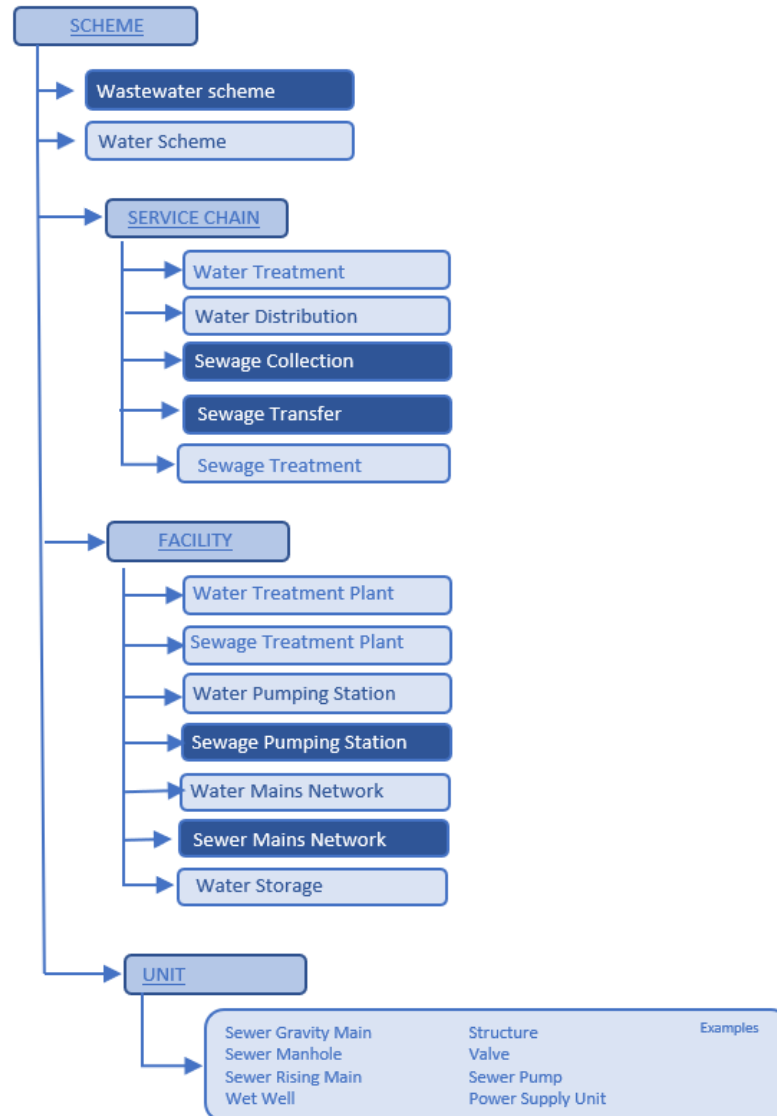 SCHEME
Wastewater scheme
Water Scheme
SERVICE CHAIN
Water Treatment
Water Distribution
Sewage Collection
Sewage Transfer
Sewage Treatment
FACILITY
Water Treatment Plant
Sewage Treatment Plant
Water Pumping Station
Sewage Pumping Station
Water Mains Network
Sewer Mains Network
Water Storage
UNIT
Examples
Sewer Gravity Main
Sewer Manhole
Sewer Rising Main
Wet Well
Structure
Valve
Sewer Pump
Power Supply Unit